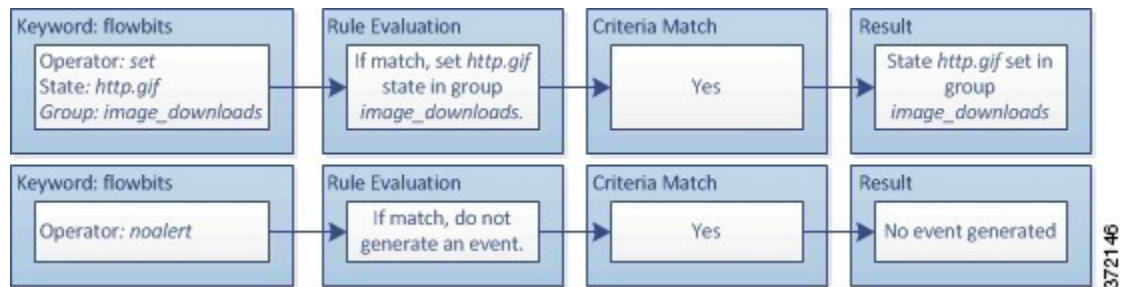 Keyword: flowbits
Operator: set
State: http.gif
Group: image_downloads
Rule Evaluation
If match, set http.gif
state in group
image_downloads.
Criteria Match
Yes
Result
State http.gif set in
group
image_downloads
Keyword: flowbits
Operator: noalert
Rule Evaluation
If match, do not
generate an event.
Criteria Match
Yes
Result
No event generated
372146